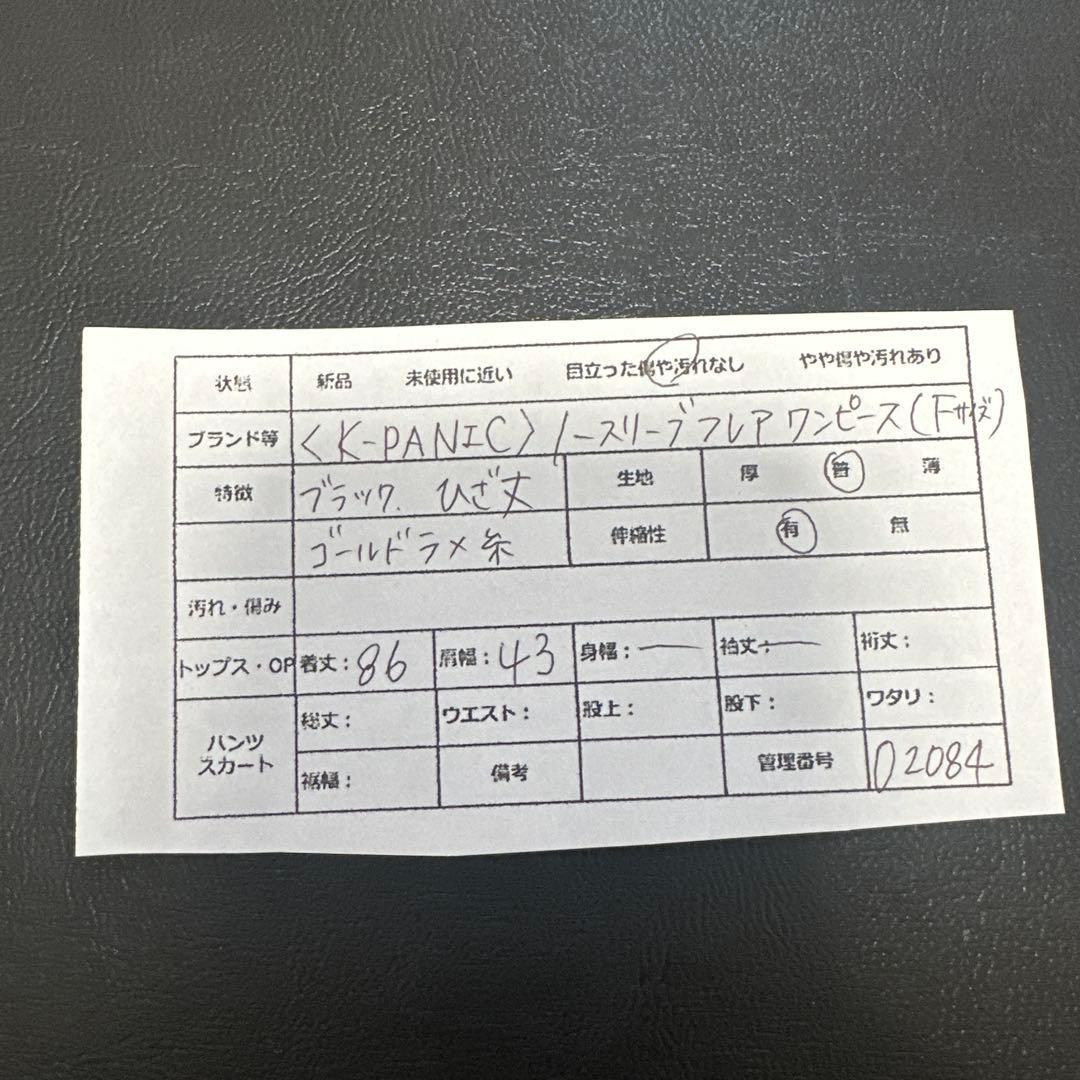 状態 新品 未使用に近い 目立った傷や汚れなし やや傷や汚れあり
ブランド等 〈K-PANIC〉ノースリーブフレアワンピース(Fサイズ)
特徴 ブラック. ひざ丈 生地 厚 普 薄
ゴールドラメ糸 伸縮性 有 無
汚れ・傷み
トップス・OP 着丈:86 肩幅:43 身幅:― 袖丈:― 裄丈:
パンツ スカート 総丈: ウエスト: 股上: 股下: ワタリ:
裾幅: 備考 管理番号 02084